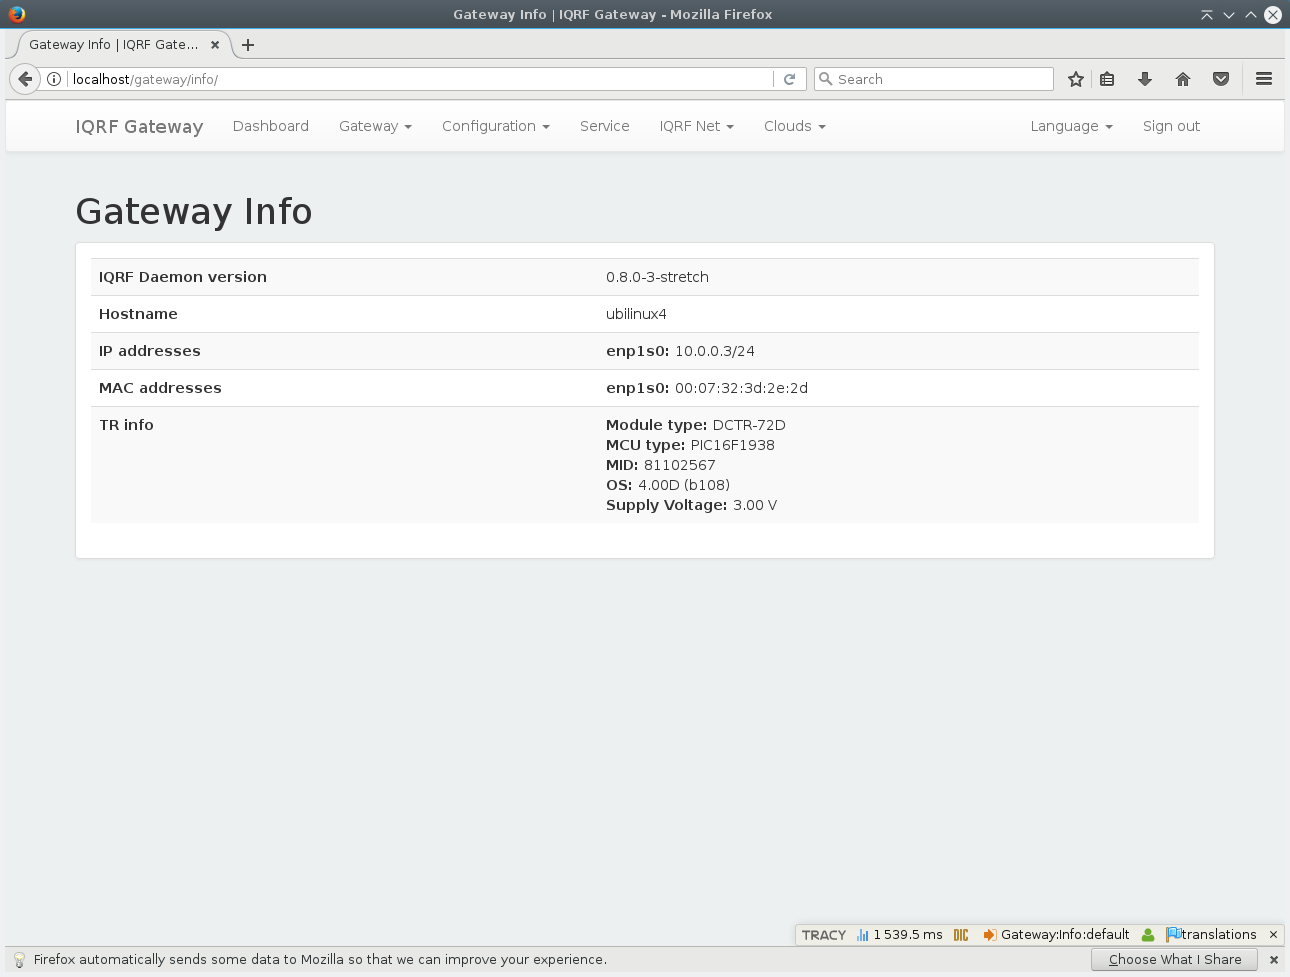 Gateway Info | IQRF Gateway - Mozilla Firefox
Gateway Info | IQRF Gate...
localhost/gateway/info/
Search
IQRF Gateway Dashboard Gateway Configuration Service IQRF Net Clouds Language Sign out
Gateway Info
IQRF Daemon version 0.8.0-3-stretch
Hostname ubilinux4
IP addresses enp1s0: 10.0.0.3/24
MAC addresses enp1s0: 00:07:32:3d:2e:2d
TR info Module type: DCTR-72D
MCU type: PIC16F1938
MID: 81102567
OS: 4.00D (b108)
Supply Voltage: 3.00 V
TRACY 1 539.5 ms DIC Gateway:Info:default translations ×
Firefox automatically sends some data to Mozilla so that we can improve your experience. Choose What I Share